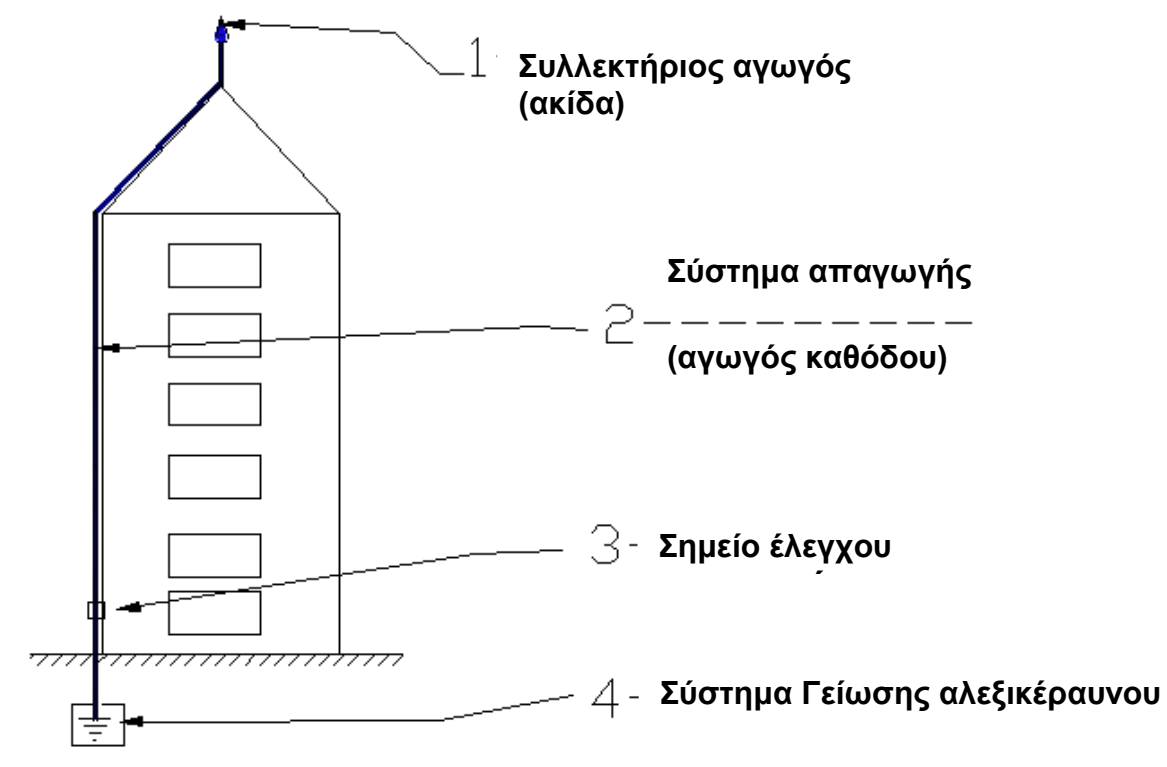 1 Συλλεκτήριος αγωγός
(ακίδα)
Σύστημα απαγωγής
2
(αγωγός καθόδου)
3- Σημείο έλεγχου
4- Σύστημα Γείωσης αλεξικέραυνου